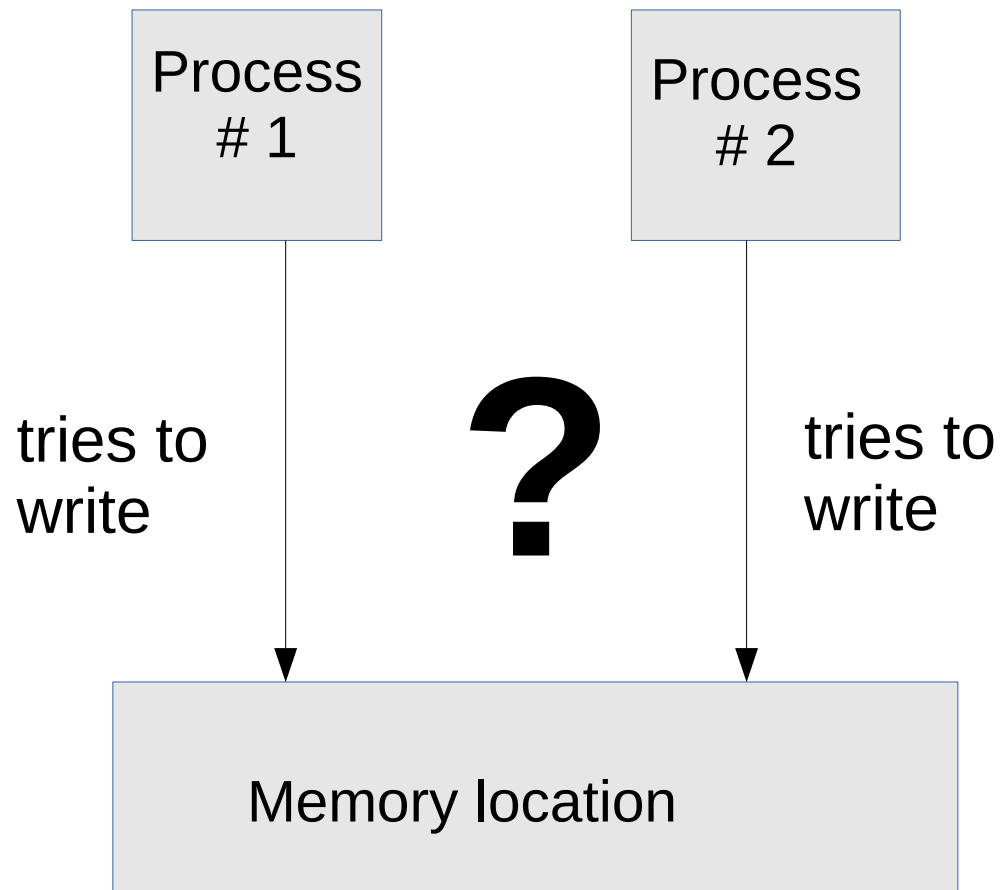 Process
# 1
Process
# 2
tries to
write
?
tries to
write
Memory location